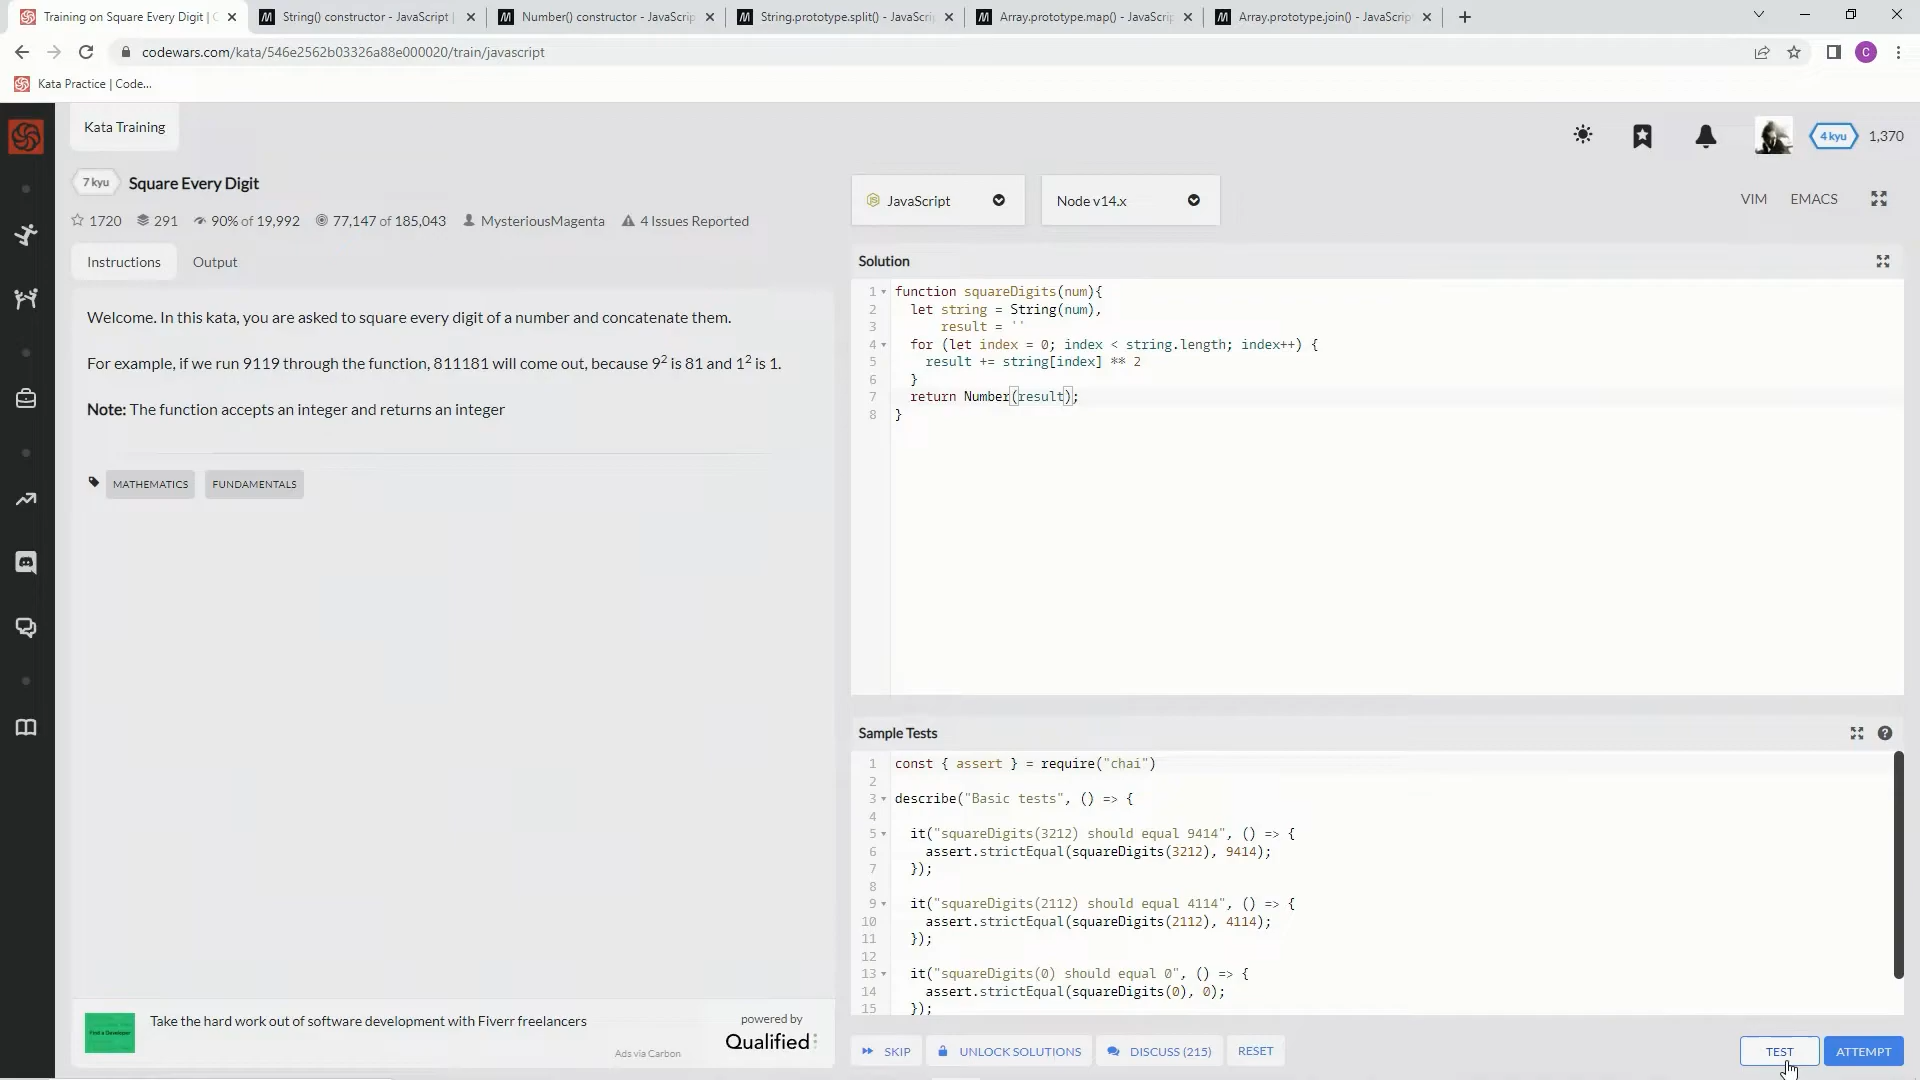 Training on Square Every Digit | C
String() constructor - JavaScript |
Number() constructor - JavaScrip
String.prototype.split() - JavaScri
Array.prototype.map() - JavaScrip
Array.prototype.join() - JavaScrip
codewars.com/kata/546e2562b03326a88e000020/train/javascript
C
Kata Practice | Code...
Kata Training
4 kyu
1,370
7 kyu
Square Every Digit
1720
291
90% of 19,992
77,147 of 185,043
MysteriousMagenta
4 Issues Reported
JavaScript
Node v14.x
VIM
EMACS
Instructions
Output
Welcome. In this kata, you are asked to square every digit of a number and concatenate them.
For example, if we run 9119 through the function, 811181 will come out, because 9² is 81 and 1² is 1.
Note: The function accepts an integer and returns an integer
MATHEMATICS
FUNDAMENTALS
Solution
1 function squareDigits(num){
2 let string = String(num),
3 result = ''
4 for (let index = 0; index < string.length; index++) {
5 result += string[index] ** 2
6 }
7 return Number(result);
8 }
Sample Tests
1 const { assert } = require("chai")
2
3 describe("Basic tests", () => {
4
5 it("squareDigits(3212) should equal 9414", () => {
6 assert.strictEqual(squareDigits(3212), 9414);
7 });
8
9 it("squareDigits(2112) should equal 4114", () => {
10 assert.strictEqual(squareDigits(2112), 4114);
11 });
12
13 it("squareDigits(0) should equal 0", () => {
14 assert.strictEqual(squareDigits(0), 0);
15 });
Find a Developer
Take the hard work out of software development with Fiverr freelancers
Ads via Carbon
powered by
Qualified
SKIP
UNLOCK SOLUTIONS
DISCUSS (215)
RESET
TEST
ATTEMPT